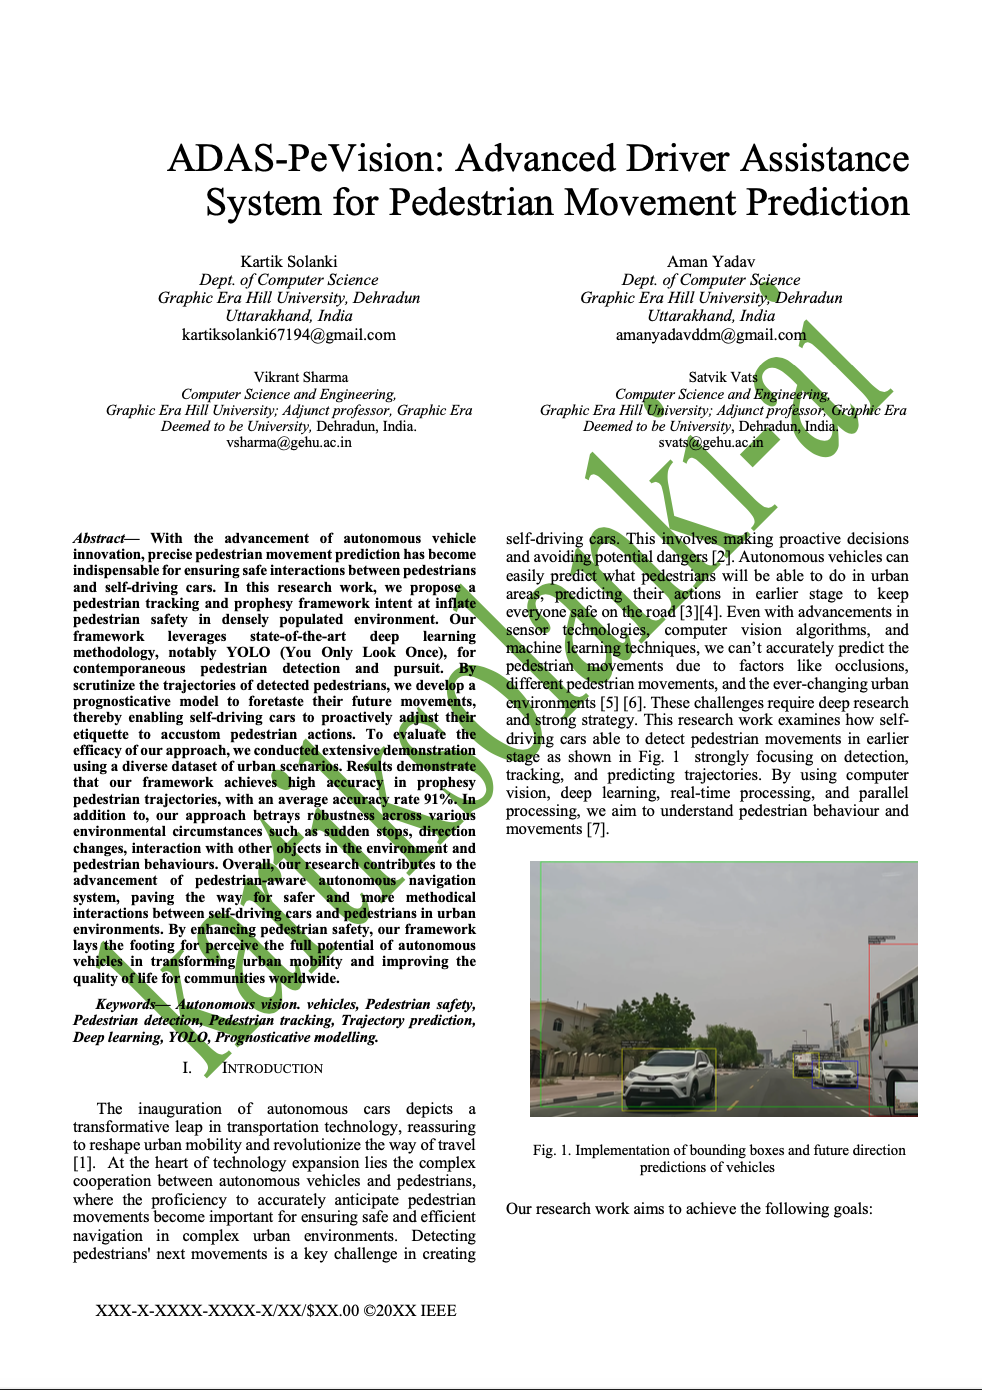 ADAS-PeVision: Advanced Driver Assistance
System for Pedestrian Movement Prediction
Kartik Solanki
Dept. of Computer Science
Graphic Era Hill University, Dehradun
Uttarakhand, India
kartiksolanki67194@gmail.com
Aman Yadav
Dept. of Computer Science
Graphic Era Hill University, Dehradun
Uttarakhand, India
amanyadavddm@gmail.com
Vikrant Sharma
Computer Science and Engineering,
Graphic Era Hill University; Adjunct professor, Graphic Era
Deemed to be University, Dehradun, India.
vsharma@gehu.ac.in
Satvik Vats
Computer Science and Engineering,
Graphic Era Hill University; Adjunct professor, Graphic Era
Deemed to be University, Dehradun, India.
svats@gehu.ac.in
kartiksolanki-ai
Abstract— With the advancement of autonomous vehicle
innovation, precise pedestrian movement prediction has become
indispensable for ensuring safe interactions between pedestrians
and self-driving cars. In this research work, we propose a
pedestrian tracking and prophesy framework intent at inflate
pedestrian safety in densely populated environment. Our
framework leverages state-of-the-art deep learning
methodology, notably YOLO (You Only Look Once), for
contemporaneous pedestrian detection and pursuit. By
scrutinize the trajectories of detected pedestrians, we develop a
prognosticative model to foretaste their future movements,
thereby enabling self-driving cars to proactively adjust their
etiquette to accustom pedestrian actions. To evaluate the
efficacy of our approach, we conducted extensive demonstration
using a diverse dataset of urban scenarios. Results demonstrate
that our framework achieves high accuracy in prophesy
pedestrian trajectories, with an average accuracy rate 91%. In
addition to, our approach betrays robustness across various
environmental circumstances such as sudden stops, direction
changes, interaction with other objects in the environment and
pedestrian behaviours. Overall, our research contributes to the
advancement of pedestrian-aware autonomous navigation
system, paving the way for safer and more methodical
interactions between self-driving cars and pedestrians in urban
environments. By enhancing pedestrian safety, our framework
lays the footing for perceive the full potential of autonomous
vehicles in transforming urban mobility and improving the
quality of life for communities worldwide.
Keywords— Autonomous vision. vehicles, Pedestrian safety,
Pedestrian detection, Pedestrian tracking, Trajectory prediction,
Deep learning, YOLO, Prognosticative modelling.
I. INTRODUCTION
The inauguration of autonomous cars depicts a
transformative leap in transportation technology, reassuring
to reshape urban mobility and revolutionize the way of travel
[1]. At the heart of technology expansion lies the complex
cooperation between autonomous vehicles and pedestrians,
where the proficiency to accurately anticipate pedestrian
movements become important for ensuring safe and efficient
navigation in complex urban environments. Detecting
pedestrians' next movements is a key challenge in creating
self-driving cars. This involves making proactive decisions
and avoiding potential dangers [2]. Autonomous vehicles can
easily predict what pedestrians will be able to do in urban
areas, predicting their actions in earlier stage to keep
everyone safe on the road [3][4]. Even with advancements in
sensor technologies, computer vision algorithms, and
machine learning techniques, we can't accurately predict the
pedestrian movements due to factors like occlusions,
different pedestrian movements, and the ever-changing urban
environments [5] [6]. These challenges require deep research
and strong strategy. This research work examines how self-
driving cars able to detect pedestrian movements in earlier
stage as shown in Fig. 1 strongly focusing on detection,
tracking, and predicting trajectories. By using computer
vision, deep learning, real-time processing, and parallel
processing, we aim to understand pedestrian behaviour and
movements [7].
Fig. 1. Implementation of bounding boxes and future direction
predictions of vehicles
Our research work aims to achieve the following goals:
XXX-X-XXXX-XXXX-X/XX/$XX.00 ©20XX IEEE